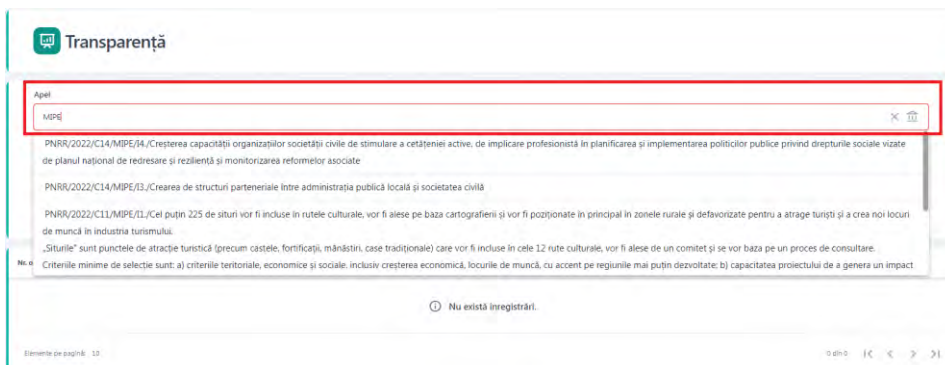 Transparență
Apel
MIPE
PNRR/2022/C14/MIPE/I4./Creșterea capacității organizațiilor societății civile de stimulare a cetățeniei active, de implicare profesionistă în planificarea și implementarea politicilor publice privind drepturile sociale vizate
de planul național de redresare și reziliență și monitorizarea reformelor asociate
PNRR/2022/C14/MIPE/I3./Crearea de structuri parteneriale între administrația publică locală și societatea civilă
PNRR/2022/C11/MIPE/I1./Cel puțin 225 de situri vor fi incluse în rutele culturale, vor fi alese pe baza cartografierii și vor fi poziționate în principal în zonele rurale și defavorizate pentru a atrage turiști și a crea noi locuri
de muncă în industria turismului.
„Siturile” sunt punctele de atracție turistică (precum castele, fortificații, mănăstiri, case tradiționale) care vor fi incluse în cele 12 rute culturale, vor fi alese de un comitet și se vor baza pe un proces de consultare.
Nr. o
Criteriile minime de selecție sunt: a) criteriile teritoriale, economice și sociale, inclusiv creșterea economică, locurile de muncă, cu accent pe regiunile mai puțin dezvoltate; b) capacitatea proiectului de a genera un impact
Nu există înregistrări.
Elemente pe pagină: 10
0 din 0